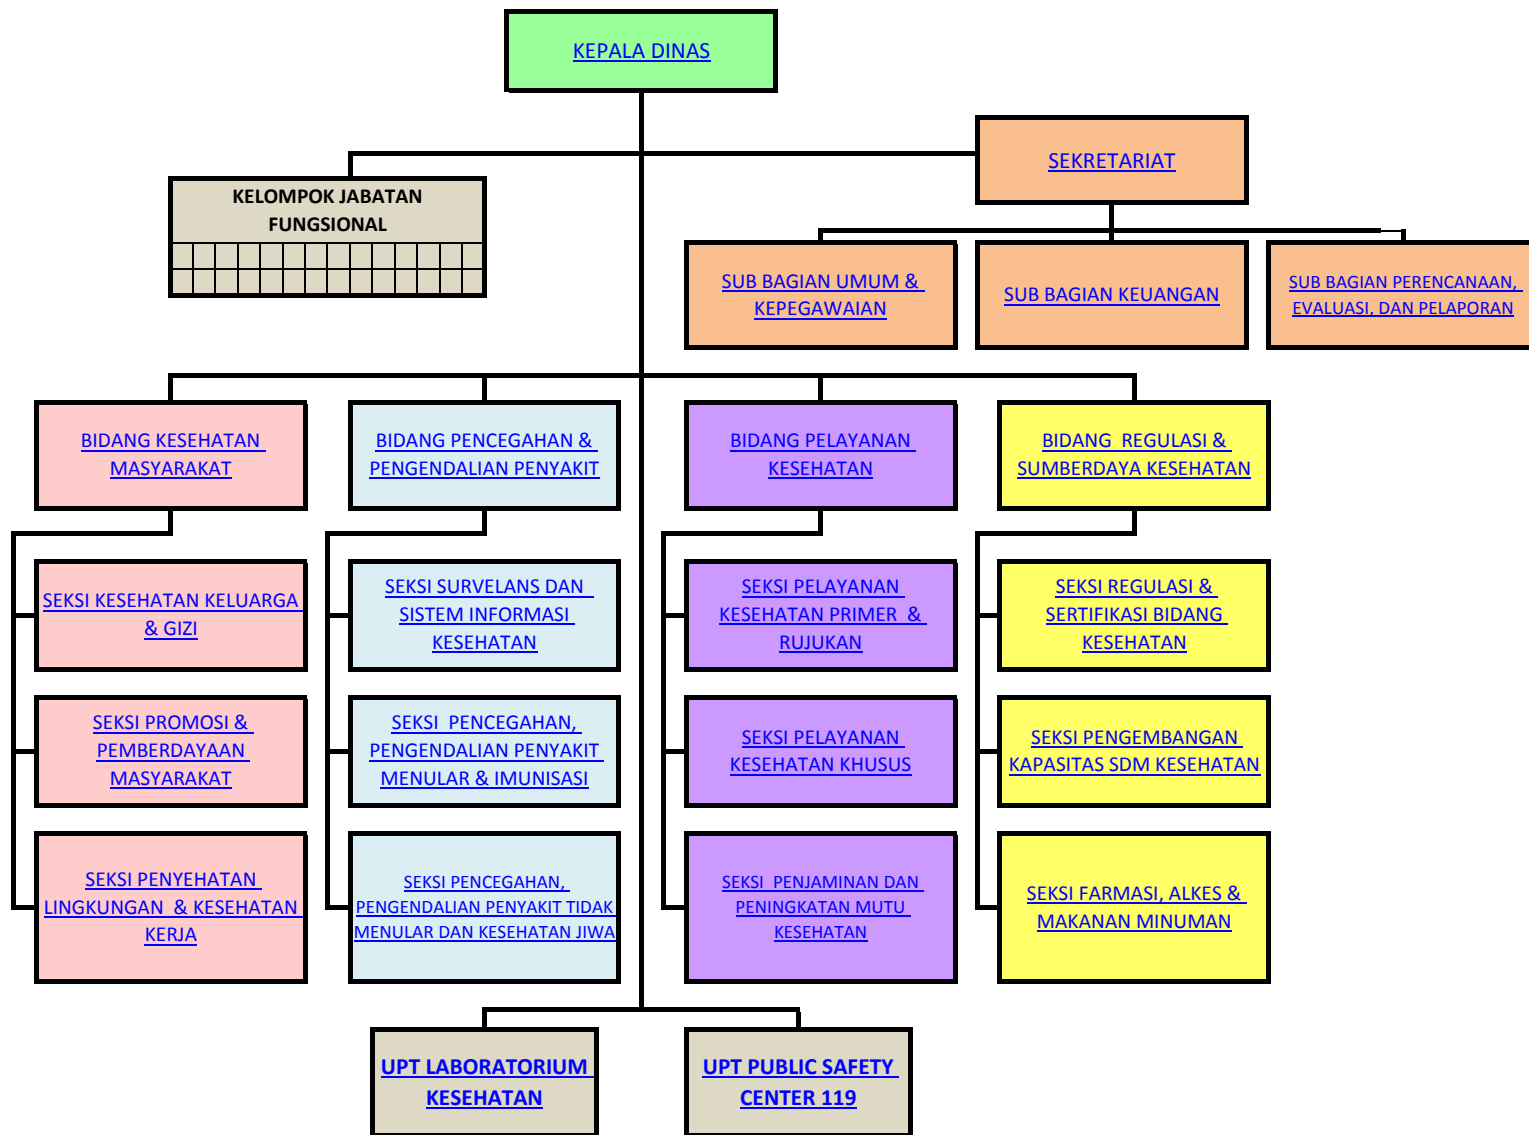 KEPALA DINAS
SEKRETARIAT
KELOMPOK JABATAN
FUNGSIONAL
SUB BAGIAN UMUM &
KEPEGAWAIAN
SUB BAGIAN KEUANGAN
SUB BAGIAN PERENCANAAN,
EVALUASI, DAN PELAPORAN
BIDANG KESEHATAN
MASYARAKAT
BIDANG PENCEGAHAN &
PENGENDALIAN PENYAKIT
BIDANG PELAYANAN
KESEHATAN
BIDANG REGULASI &
SUMBERDAYA KESEHATAN
SEKSI KESEHATAN KELUARGA
& GIZI
SEKSI SURVELANS DAN
SISTEM INFORMASI
KESEHATAN
SEKSI PELAYANAN
KESEHATAN PRIMER &
RUJUKAN
SEKSI REGULASI &
SERTIFIKASI BIDANG
KESEHATAN
SEKSI PROMOSI &
PEMBERDAYAAN
MASYARAKAT
SEKSI PENCEGAHAN,
PENGENDALIAN PENYAKIT
MENULAR & IMUNISASI
SEKSI PELAYANAN
KESEHATAN KHUSUS
SEKSI PENGEMBANGAN
KAPASITAS SDM KESEHATAN
SEKSI PENYEHATAN
LINGKUNGAN & KESEHATAN
KERJA
SEKSI PENCEGAHAN,
PENGENDALIAN PENYAKIT TIDAK
MENULAR DAN KESEHATAN JIWA
SEKSI PENJAMINAN DAN
PENINGKATAN MUTU
KESEHATAN
SEKSI FARMASI, ALKES &
MAKANAN MINUMAN
UPT LABORATORIUM
KESEHATAN
UPT PUBLIC SAFETY
CENTER 119